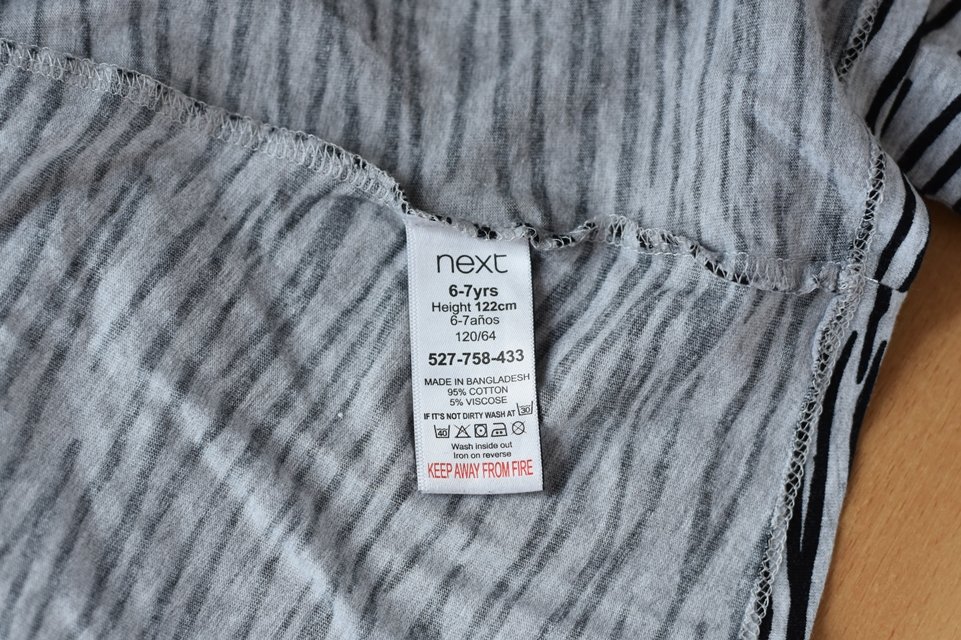 next
6-7yrs
Height 122cm
6-7años
120/64
527-758-433
MADE IN BANGLADESH
95% COTTON
5% VISCOSE
IF IT'S NOT DIRTY WASH AT 30
40
Wash inside out
Iron on reverse
KEEP AWAY FROM FIRE